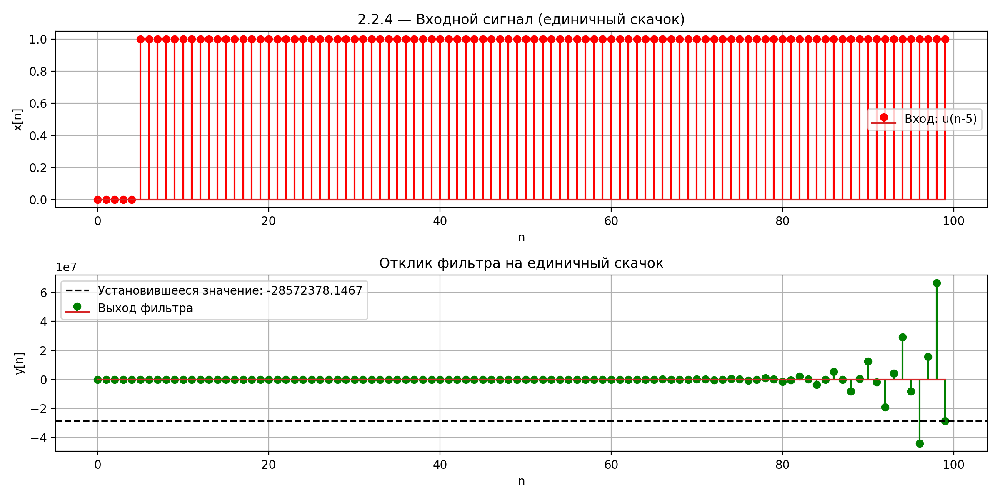 2.2.4 — Входной сигнал (единичный скачок)
1.0
0.8
0.6
0.4
0.2
0.0
x[n]
Вход: u(n-5)
0 20 40 60 80 100
n
Отклик фильтра на единичный скачок
1e7
Установившееся значение: -28572378.1467
Выход фильтра
6
4
2
0
−2
−4
y[n]
0 20 40 60 80 100
n